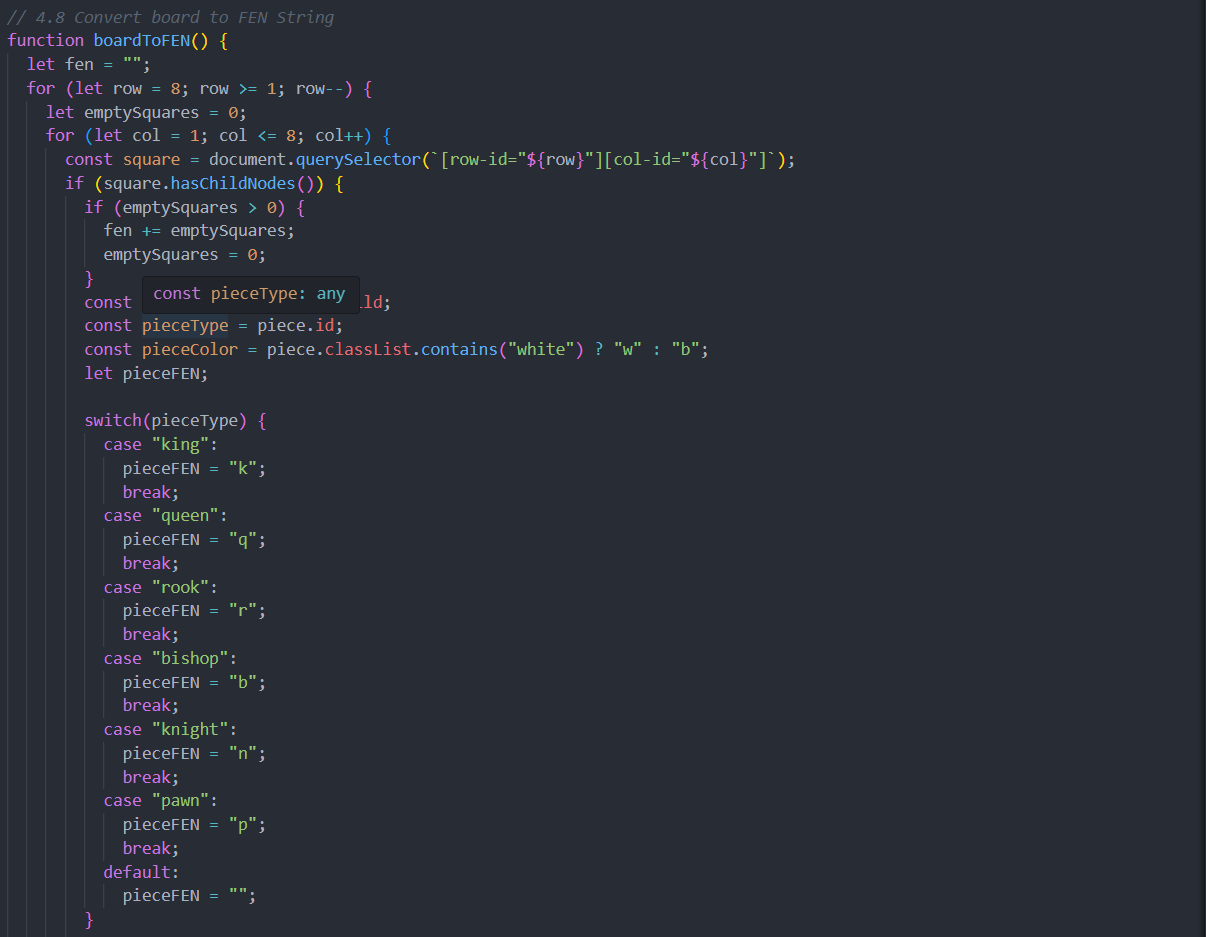 // 4.8 Convert board to FEN String
function boardToFEN() {
let fen = "";
for (let row = 8; row >= 1; row--) {
let emptySquares = 0;
for (let col = 1; col <= 8; col++) {
const square = document.querySelector(`[row-id="${row}"][col-id="${col}"]`);
if (square.hasChildNodes()) {
if (emptySquares > 0) {
fen += emptySquares;
emptySquares = 0;
}
const pieceType: any
const ld;
const pieceType = piece.id;
const pieceColor = piece.classList.contains("white") ? "w" : "b";
let pieceFEN;
switch(pieceType) {
case "king":
pieceFEN = "k";
break;
case "queen":
pieceFEN = "q";
break;
case "rook":
pieceFEN = "r";
break;
case "bishop":
pieceFEN = "b";
break;
case "knight":
pieceFEN = "n";
break;
case "pawn":
pieceFEN = "p";
break;
default:
pieceFEN = "";
}